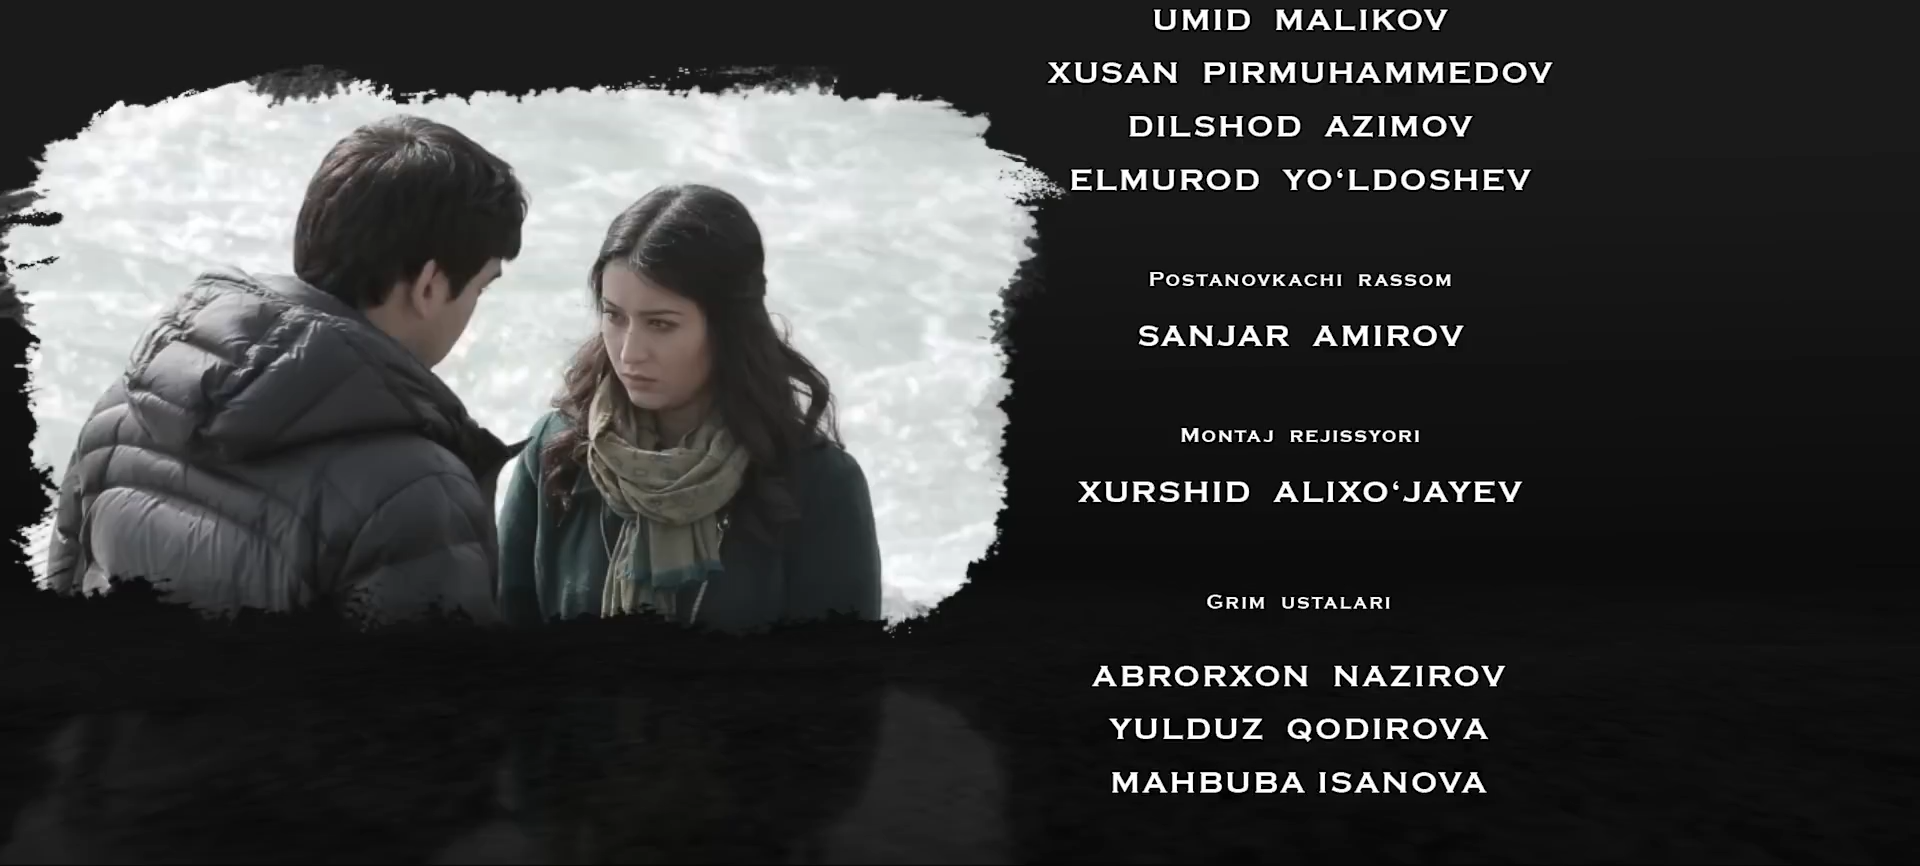 UMID MALIKOV
XUSAN PIRMUHAMMEDOV
DILSHOD AZIMOV
ELMUROD YO‘LDOSHEV
POSTANOVKACHI RASSOM
SANJAR AMIROV
MONTAJ REJISSYORI
XURSHID ALIXO‘JAYEV
GRIM USTALARI
ABRORXON NAZIROV
YULDUZ QODIROVA
MAHBUBA ISANOVA